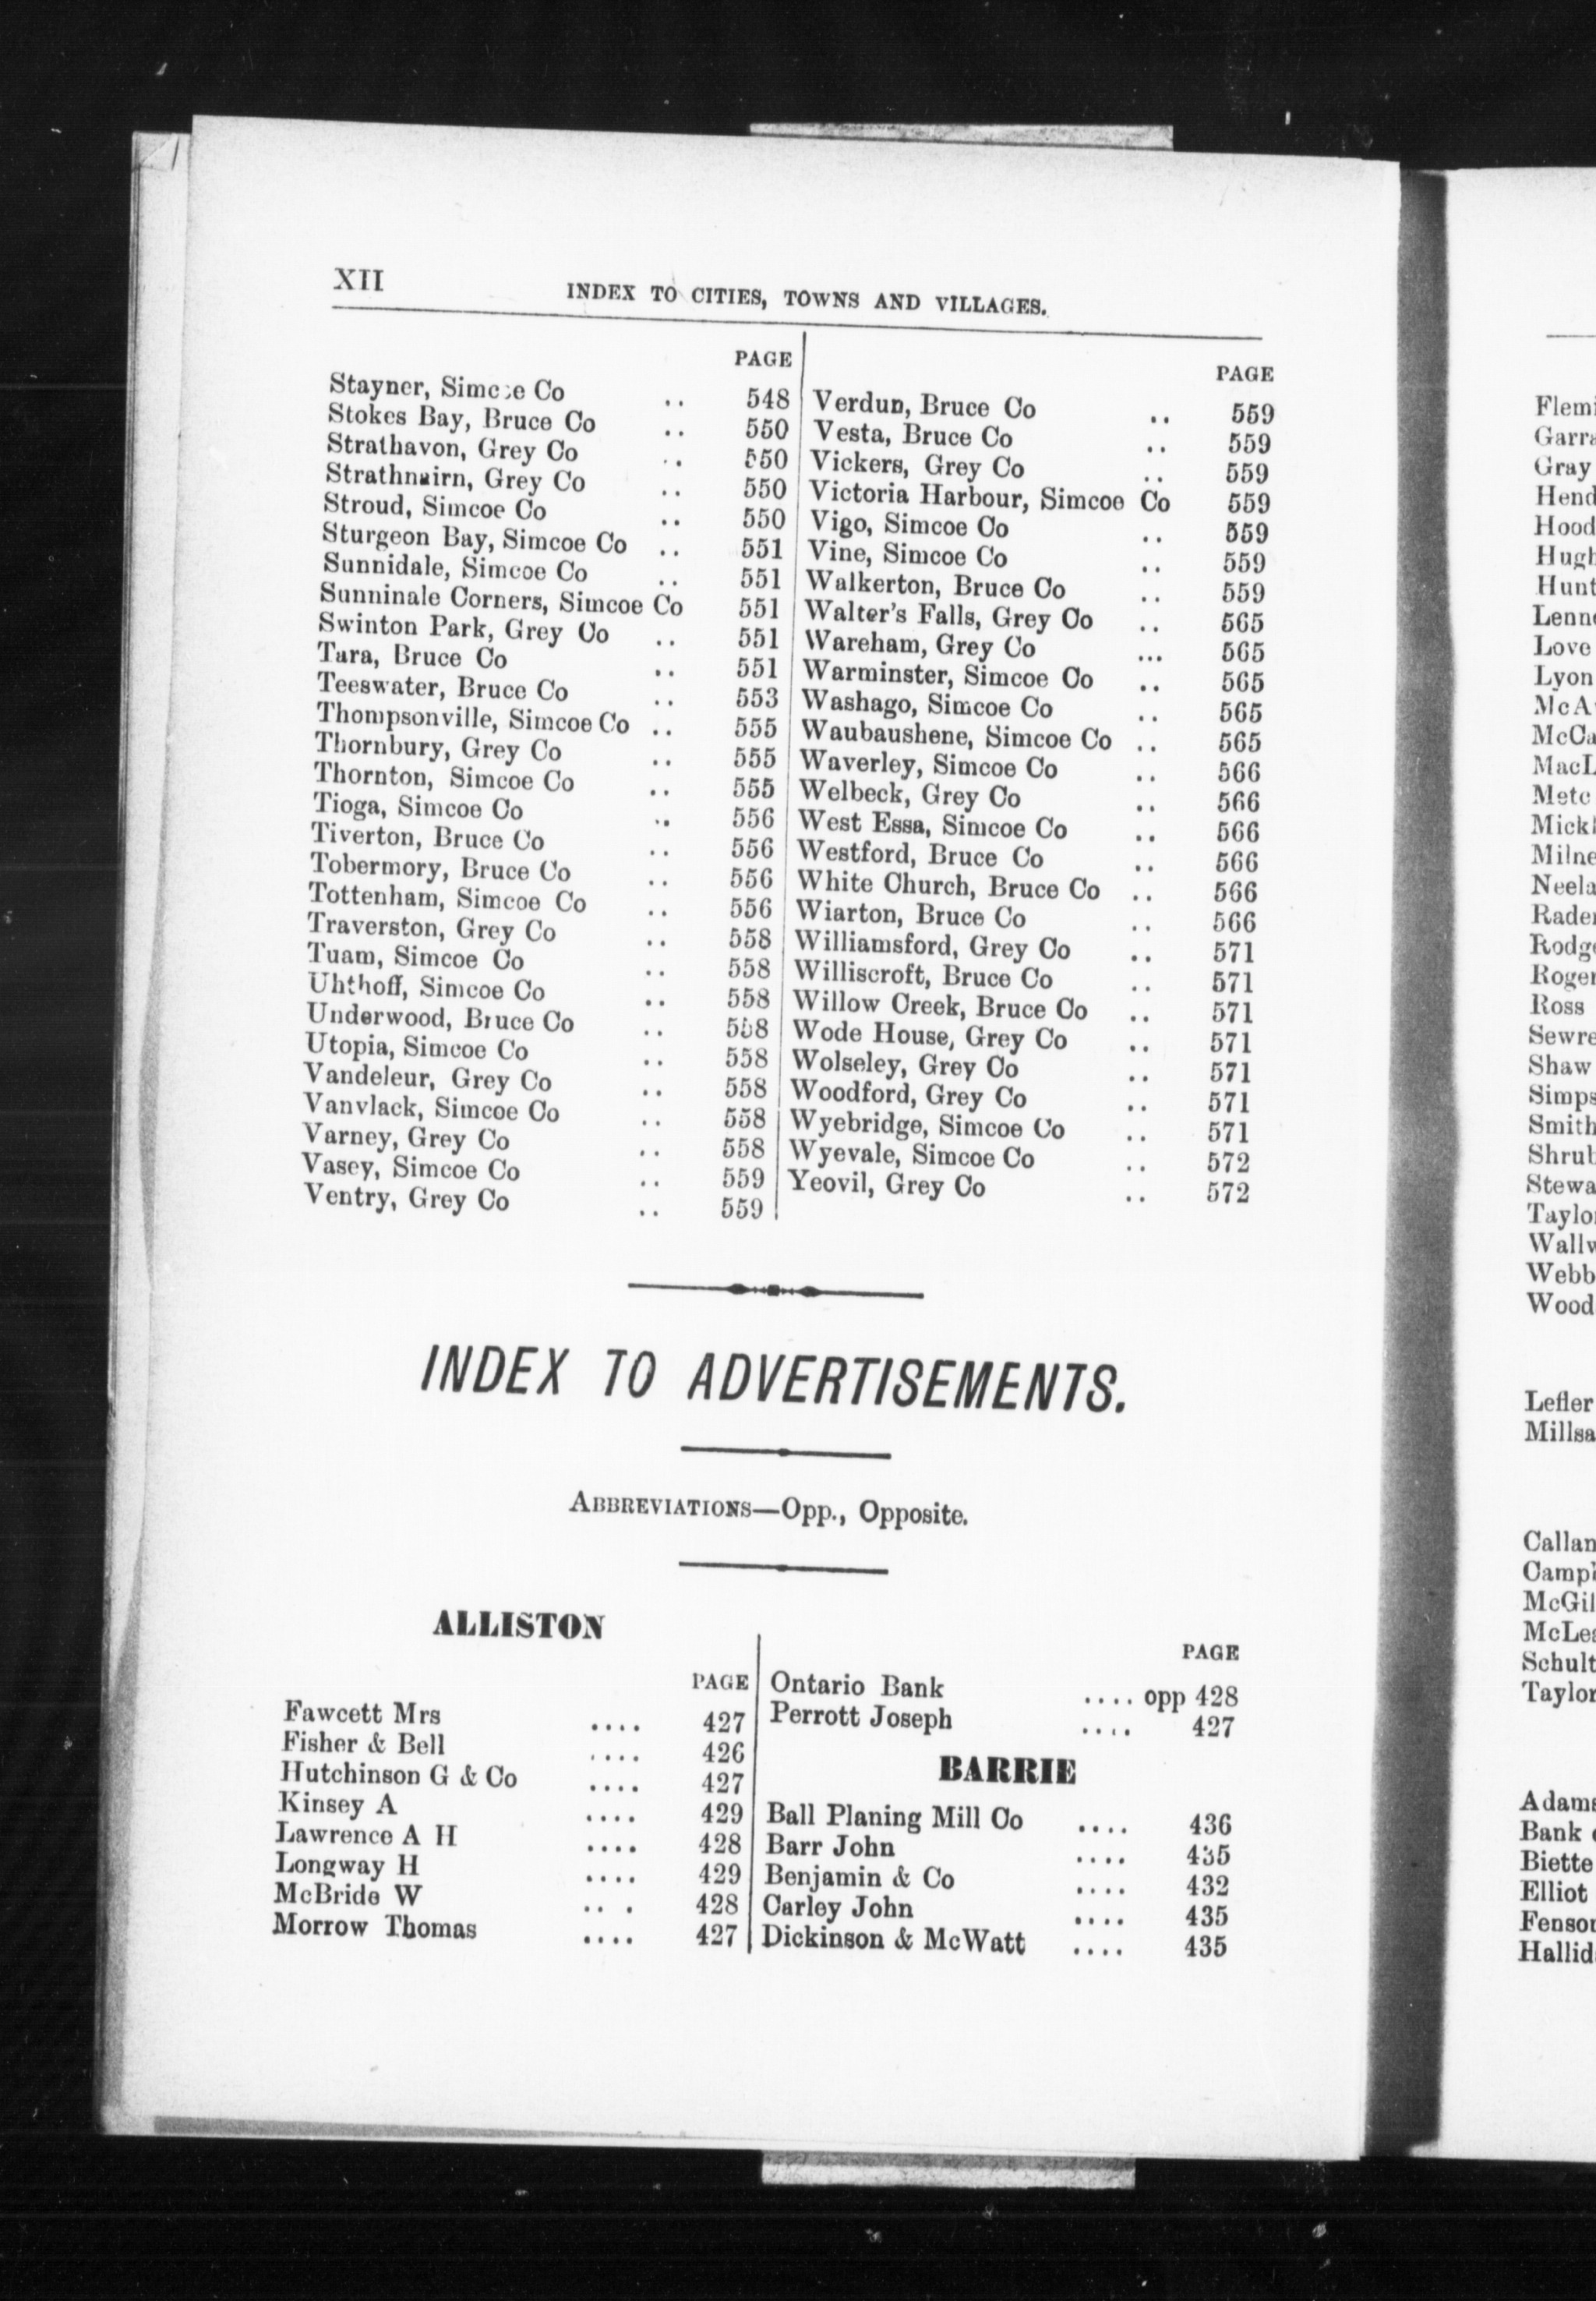 XII
INDEX TO CITIES, TOWNS AND VILLAGES.
PAGE
Stayner, Simcoe Co .. 548
Stokes Bay, Bruce Co .. 550
Strathavon, Grey Co .. 550
Strathnairn, Grey Co .. 550
Stroud, Simcoe Co .. 550
Sturgeon Bay, Simcoe Co .. 551
Sunnidale, Simcoe Co .. 551
Sunninale Corners, Simcoe Co 551
Swinton Park, Grey Co .. 551
Tara, Bruce Co .. 551
Teeswater, Bruce Co .. 553
Thompsonville, Simcoe Co .. 555
Thornbury, Grey Co .. 555
Thornton, Simcoe Co .. 555
Tioga, Simcoe Co .. 556
Tiverton, Bruce Co .. 556
Tobermory, Bruce Co .. 556
Tottenham, Simcoe Co .. 556
Traverston, Grey Co .. 558
Tuam, Simcoe Co .. 558
Uhthoff, Simcoe Co .. 558
Underwood, Bruce Co .. 558
Utopia, Simcoe Co .. 558
Vandeleur, Grey Co .. 558
Vanvlack, Simcoe Co .. 558
Varney, Grey Co .. 558
Vasey, Simcoe Co .. 559
Ventry, Grey Co .. 559
PAGE
Verdun, Bruce Co .. 559
Vesta, Bruce Co .. 559
Vickers, Grey Co .. 559
Victoria Harbour, Simcoe Co 559
Vigo, Simcoe Co .. 559
Vine, Simcoe Co .. 559
Walkerton, Bruce Co .. 559
Walter's Falls, Grey Co .. 565
Wareham, Grey Co ... 565
Warminster, Simcoe Co .. 565
Washago, Simcoe Co .. 565
Waubaushene, Simcoe Co .. 565
Waverley, Simcoe Co .. 566
Welbeck, Grey Co .. 566
West Essa, Simcoe Co .. 566
Westford, Bruce Co .. 566
White Church, Bruce Co .. 566
Wiarton, Bruce Co .. 566
Williamsford, Grey Co .. 571
Williscroft, Bruce Co .. 571
Willow Creek, Bruce Co .. 571
Wode House, Grey Co .. 571
Wolseley, Grey Co .. 571
Woodford, Grey Co .. 571
Wyebridge, Simcoe Co .. 571
Wyevale, Simcoe Co .. 572
Yeovil, Grey Co .. 572
INDEX TO ADVERTISEMENTS.
ABBREVIATIONS—Opp., Opposite.
ALLISTON
PAGE
Fawcett Mrs .... 427
Fisher & Bell .... 426
Hutchinson G & Co .... 427
Kinsey A .... 429
Lawrence A H .... 428
Longway H .... 429
McBride W .... 428
Morrow Thomas .... 427
PAGE
Ontario Bank .... opp 428
Perrott Joseph .... 427
BARRIE
Ball Planing Mill Co .... 436
Barr John .... 435
Benjamin & Co .... 432
Carley John .... 435
Dickinson & McWatt .... 435
Gray
Hood
Love
Lyon
Ross
Shaw
Smith
Webb
Wood
Bank
Biette
Elliot